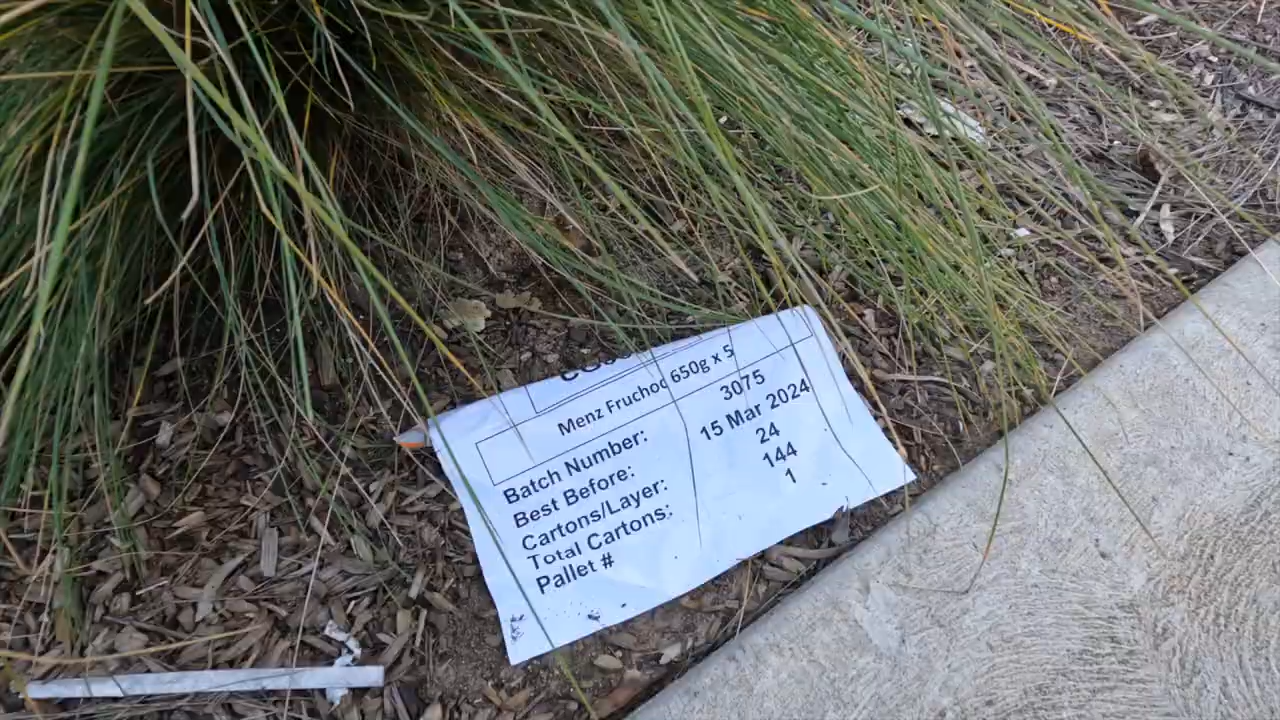 Menz Fruchoc 650g x 5
Batch Number: 3075
Best Before: 15 Mar 2024
Cartons/Layer: 24
Total Cartons: 144
Pallet # 1